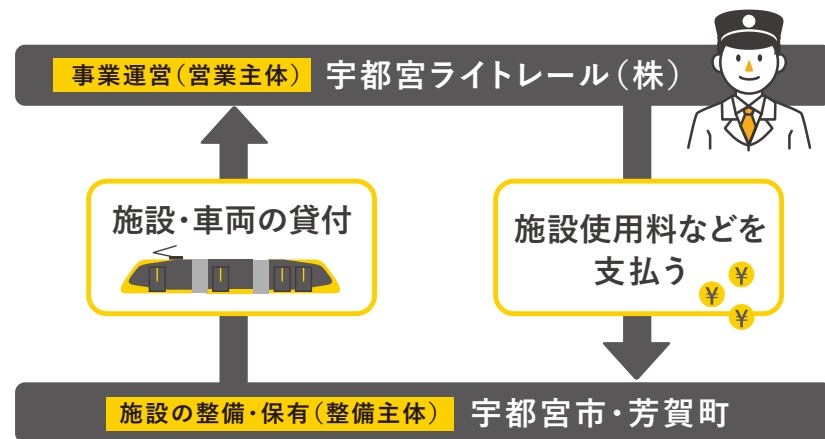 事業運営(営業主体) 宇都宮ライトレール(株)
施設・車両の貸付
施設使用料などを
支払う
¥
¥
¥
施設の整備・保有(整備主体) 宇都宮市・芳賀町